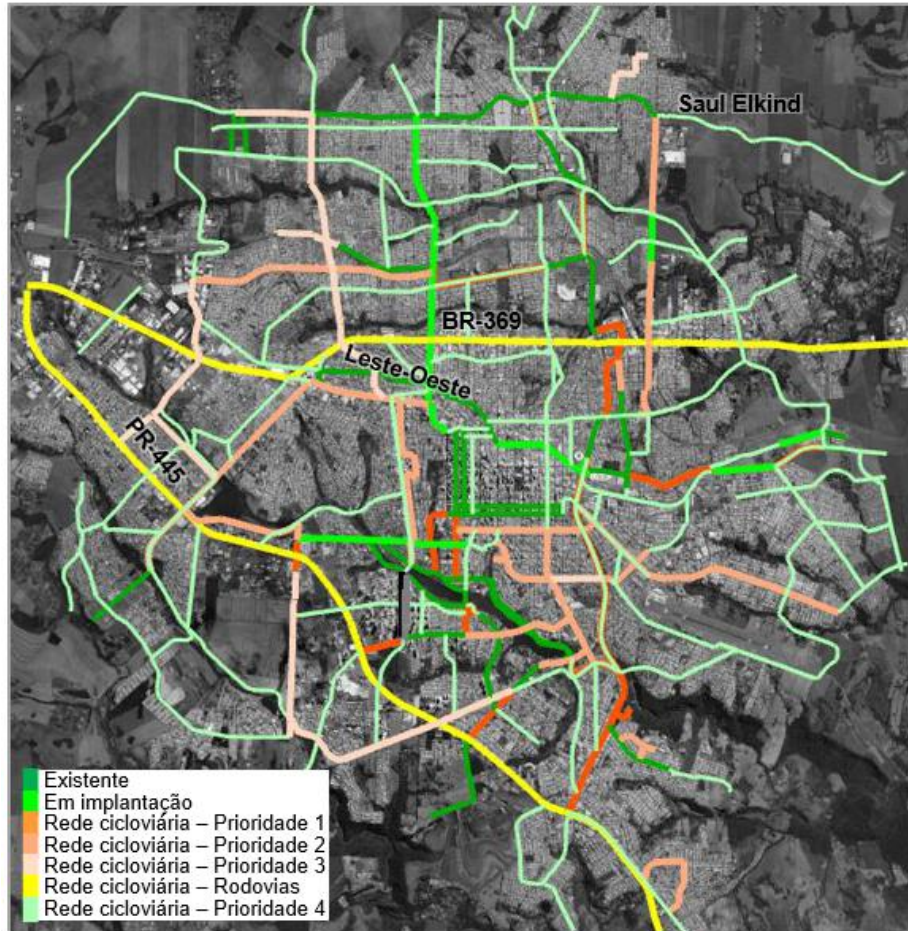 Saul Elkind
BR-369
Leste-Oeste
PR-445
Existente
Em implantação
Rede cicloviária – Prioridade 1
Rede cicloviária – Prioridade 2
Rede cicloviária – Prioridade 3
Rede cicloviária – Rodovias
Rede cicloviária – Prioridade 4